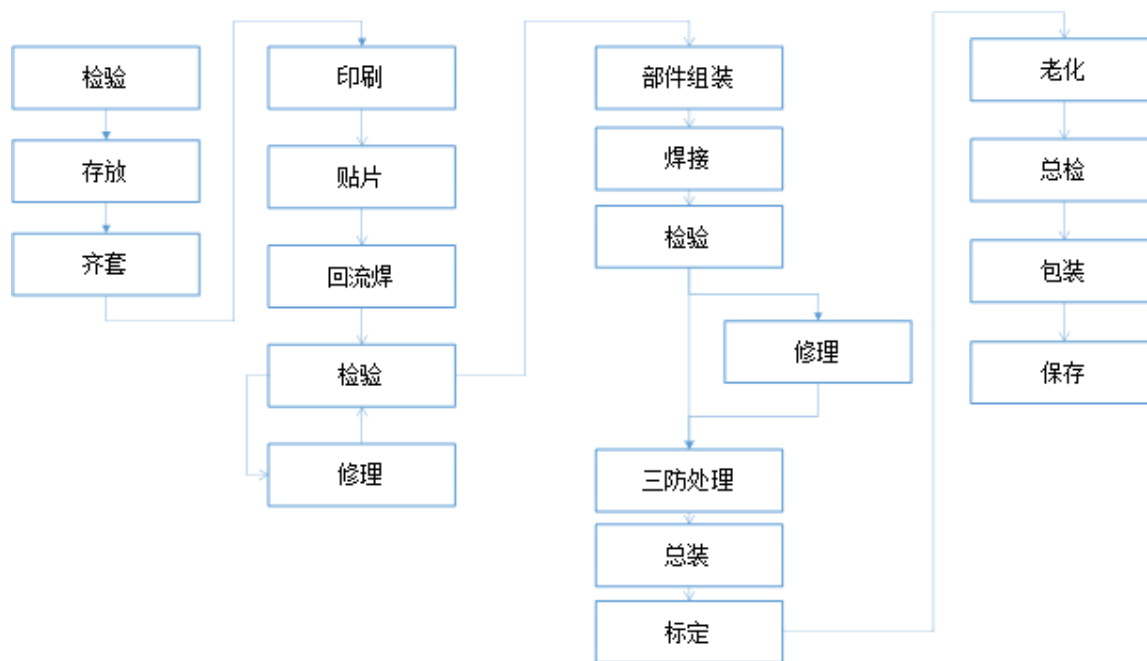 检验
存放
齐套
印刷
贴片
回流焊
检验
修理
部件组装
焊接
检验
修理
三防处理
总装
标定
老化
总检
包装
保存